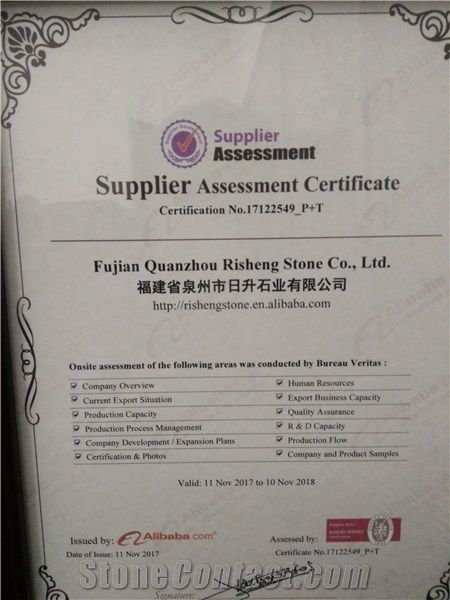 Supplier Assessment
Supplier
Assessment
Supplier Assessment Certificate
Certification No.17122549_P+T
Fujian Quanzhou Risheng Stone Co., Ltd.
福建省泉州市日升石业有限公司
http://rishengstone.en.alibaba.com
Onsite assessment of the following areas was conducted by Bureau Veritas :
Company Overview
Human Resources
Current Export Situation
Export Business Capacity
Production Capacity
Quality Assurance
Production Process Management
R & D Capacity
Company Development / Expansion Plans
Production Flow
Certification & Photos
Company and Product Samples
Valid: 11 Nov 2017 to 10 Nov 2018
Issued by: Alibaba.com
Assessed by:
BUREAU VERITAS
Date of Issue: 11 Nov 2017
Certificate No.17122549_P+T
StoneContact.com
Signature: